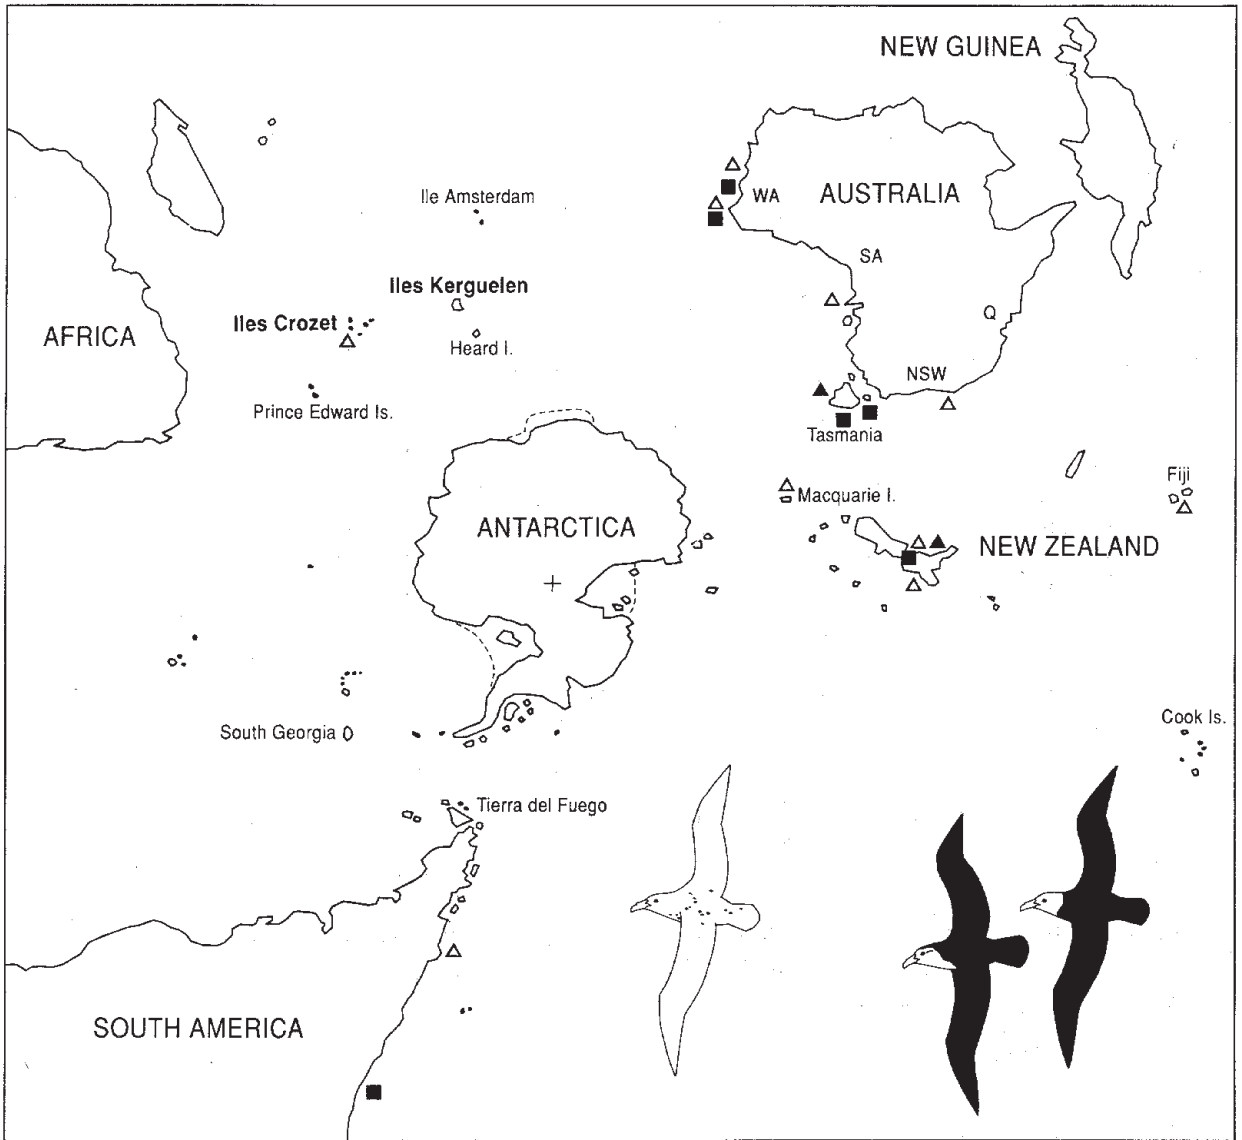 NEW GUINEA
Ile Amsterdam
WA
AUSTRALIA
SA
Iles Kerguelen
Iles Crozet
Q
AFRICA
Heard I.
NSW
Prince Edward Is.
Tasmania
Fiji
Macquarie I.
ANTARCTICA
NEW ZEALAND
Cook Is.
South Georgia
Tierra del Fuego
SOUTH AMERICA